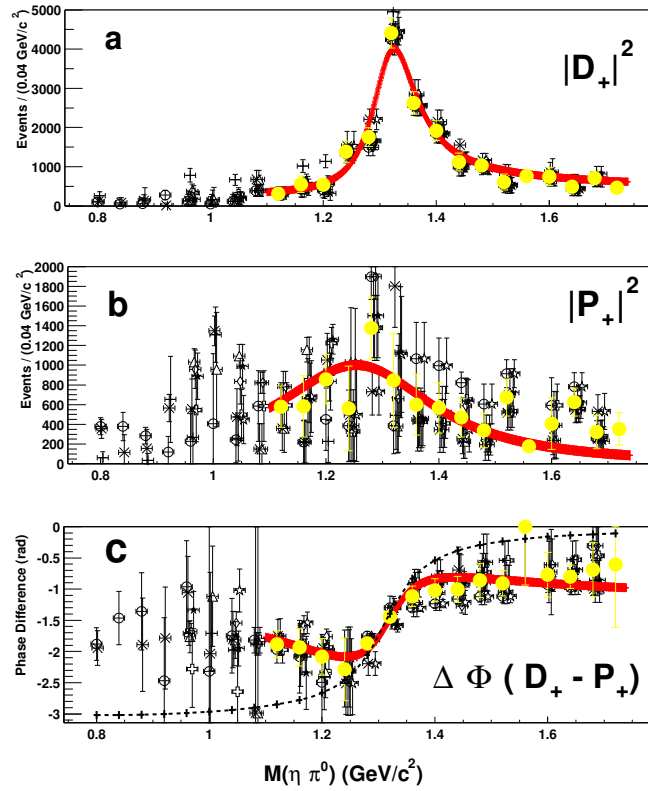 a
|D₊|²
Events / (0.04 GeV/c²)
5000
4000
3000
2000
1000
0
0.8 1 1.2 1.4 1.6
b
|P₊|²
Events / (0.04 GeV/c²)
2000
1800
1600
1400
1200
1000
800
600
400
200
0
0.8 1 1.2 1.4 1.6
c
Phase Difference (rad)
0
-0.5
-1
-1.5
-2
-2.5
-3
Δ Φ ( D₊ - P₊)
0.8 1 1.2 1.4 1.6
M(η π⁰) (GeV/c²)